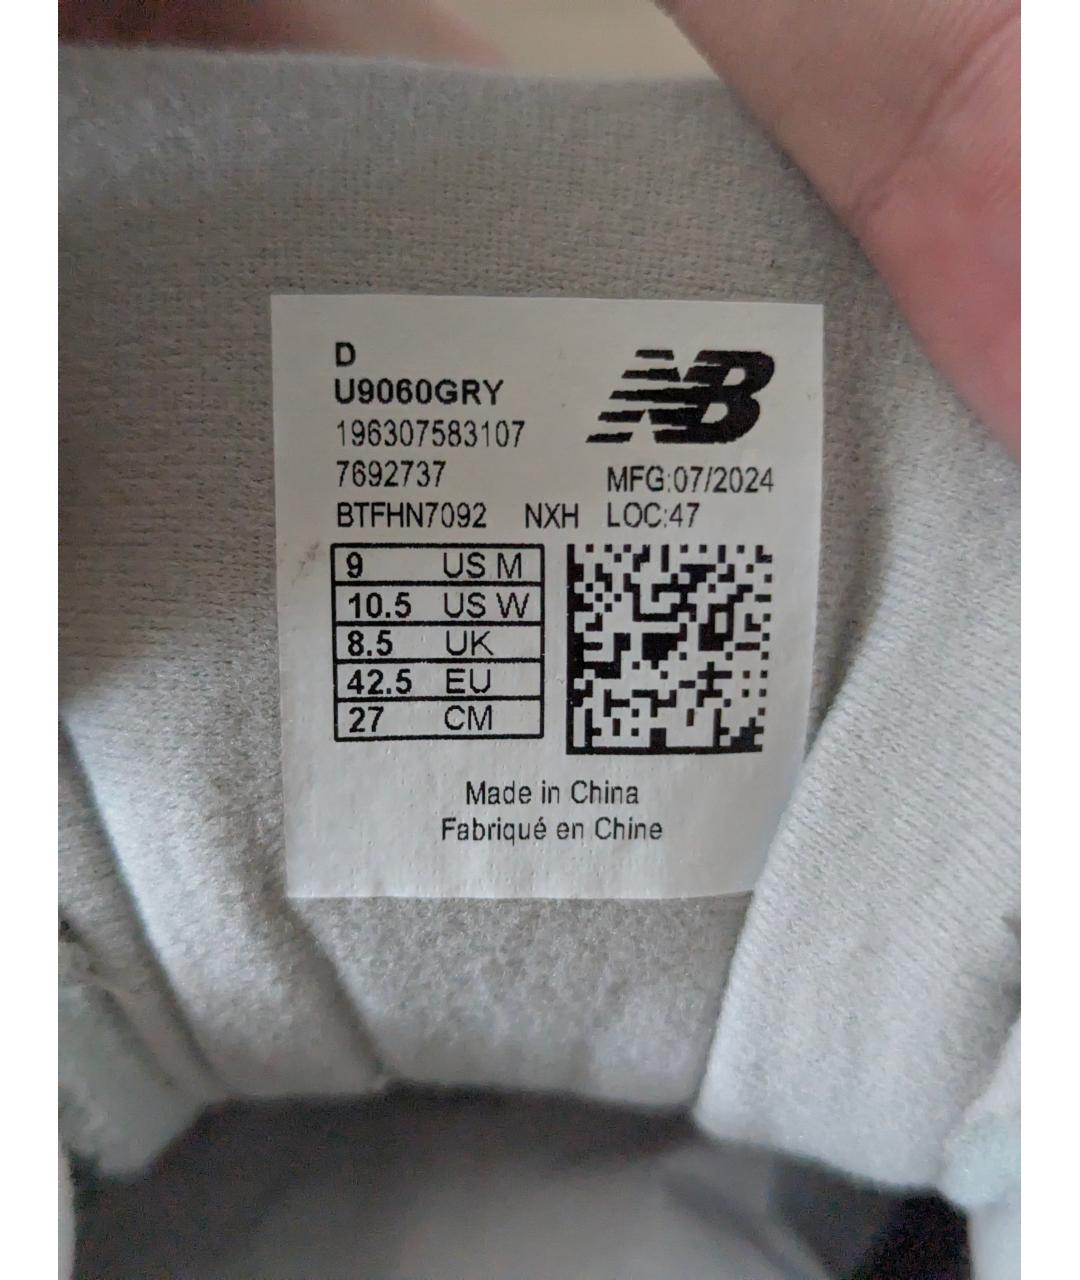 D
U9060GRY
196307583107
7692737
BTFHN7092 NXH
NB
MFG:07/2024
LOC:47
9 US M
10.5 US W
8.5 UK
42.5 EU
27 CM
Made in China
Fabriqué en Chine